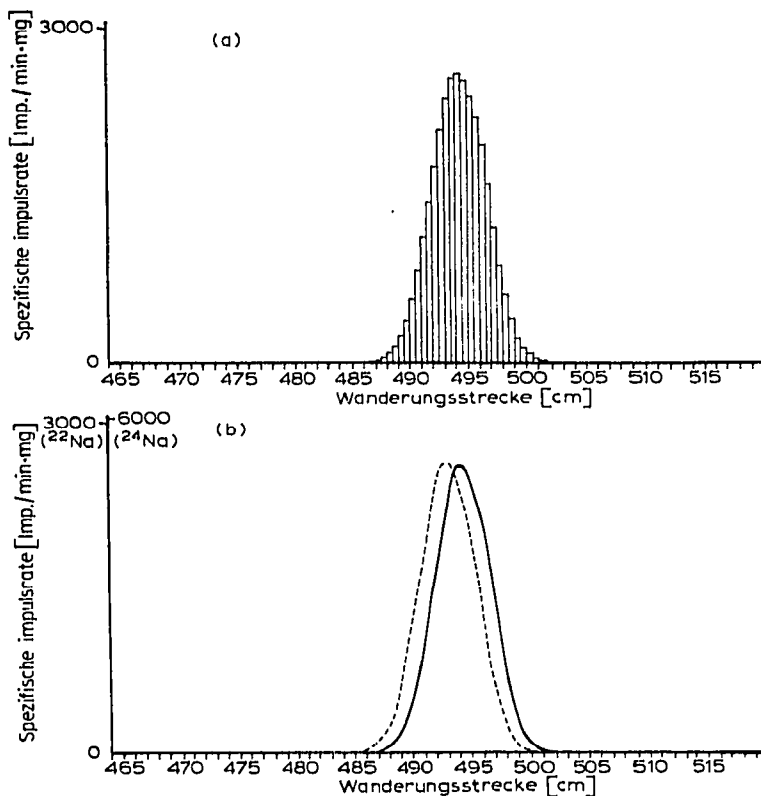 3000
(a)
Spezifische impulsrate [Imp./min·mg]
0
465 470 475 480 485 490 495 500 505 510 515
Wanderungsstrecke [cm]
3000 6000
(²²Na) (²⁴Na)
(b)
Spezifische impulsrate [Imp./min·mg]
0
465 470 475 480 485 490 495 500 505 510 515
Wanderungsstrecke [cm]